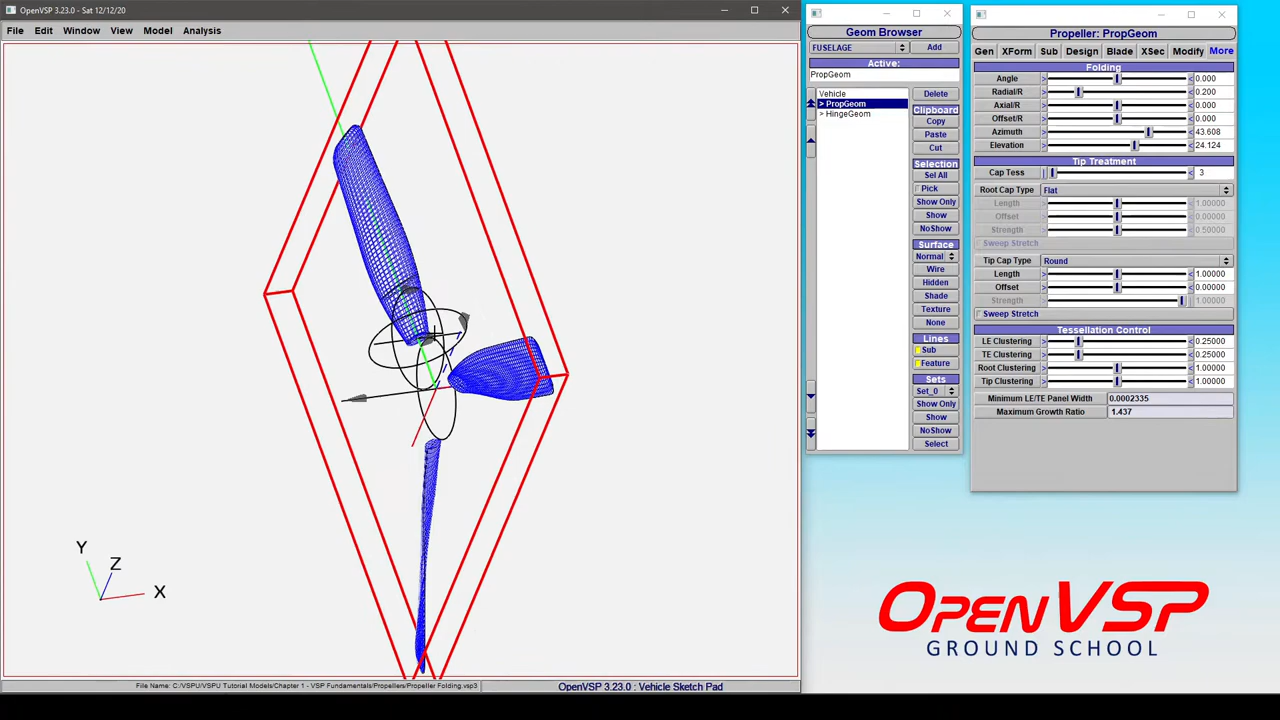 OpenVSP 3.23.0 - Sat 12/12/20
File Edit Window View Model Analysis
Y
Z
X
File Name: C:/VSPU/VSPU Tutorial Models/Chapter 1 - VSP Fundamentals/Propellers/Propeller Folding.vsp3
OpenVSP 3.23.0 : Vehicle Sketch Pad
Geom Browser
FUSELAGE Add
Active:
PropGeom
Vehicle
> PropGeom
> HingeGeom
Delete
Clipboard
Copy
Paste
Cut
Selection
Sel All
Pick
Show Only
Show
NoShow
Surface
Normal
Wire
Hidden
Shade
Texture
None
Lines
Sub
Feature
Sets
Set_0
Show Only
Show
NoShow
Select
Propeller: PropGeom
Gen XForm Sub Design Blade XSec Modify More
Folding
Angle > < 0.000
Radial/R > < 0.200
Axial/R > < 0.000
Offset/R > < 0.000
Azimuth > < 43.608
Elevation > < 24.124
Tip Treatment
Cap Tess 3
Root Cap Type Flat
Length > < 1.00000
Offset > < 0.00000
Strength > < 0.50000
Sweep Stretch
Tip Cap Type Round
Length > < 1.00000
Offset > < 0.00000
Strength > 1.00000
Sweep Stretch
Tessellation Control
LE Clustering > < 0.25000
TE Clustering > < 0.25000
Root Clustering > < 1.00000
Tip Clustering > < 1.00000
Minimum LE/TE Panel Width 0.0002335
Maximum Growth Ratio 1.437
OpenVSP
GROUND SCHOOL